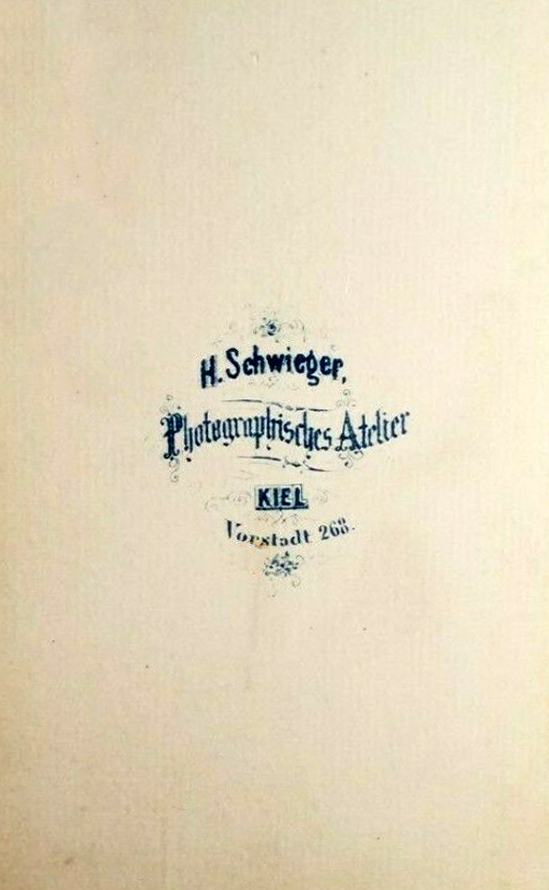 H. Schwieger,
Photographisches Atelier
KIEL
Vorstadt 268.